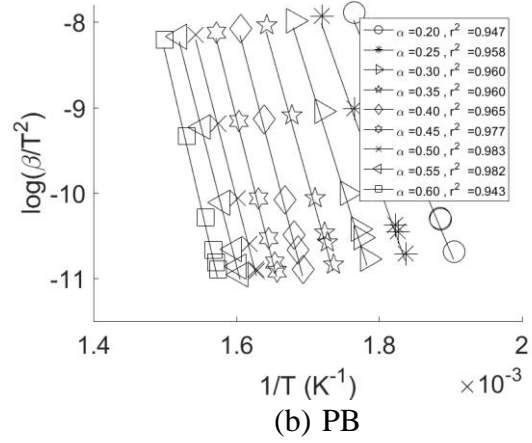 -8
-9
-10
-11
log(β/T²)
α =0.20 , r² =0.947
α =0.25 , r² =0.958
α =0.30 , r² =0.960
α =0.35 , r² =0.960
α =0.40 , r² =0.965
α =0.45 , r² =0.977
α =0.50 , r² =0.983
α =0.55 , r² =0.982
α =0.60 , r² =0.943
1.4 1.6 1.8 2
1/T (K⁻¹) ×10⁻³
(b) PB